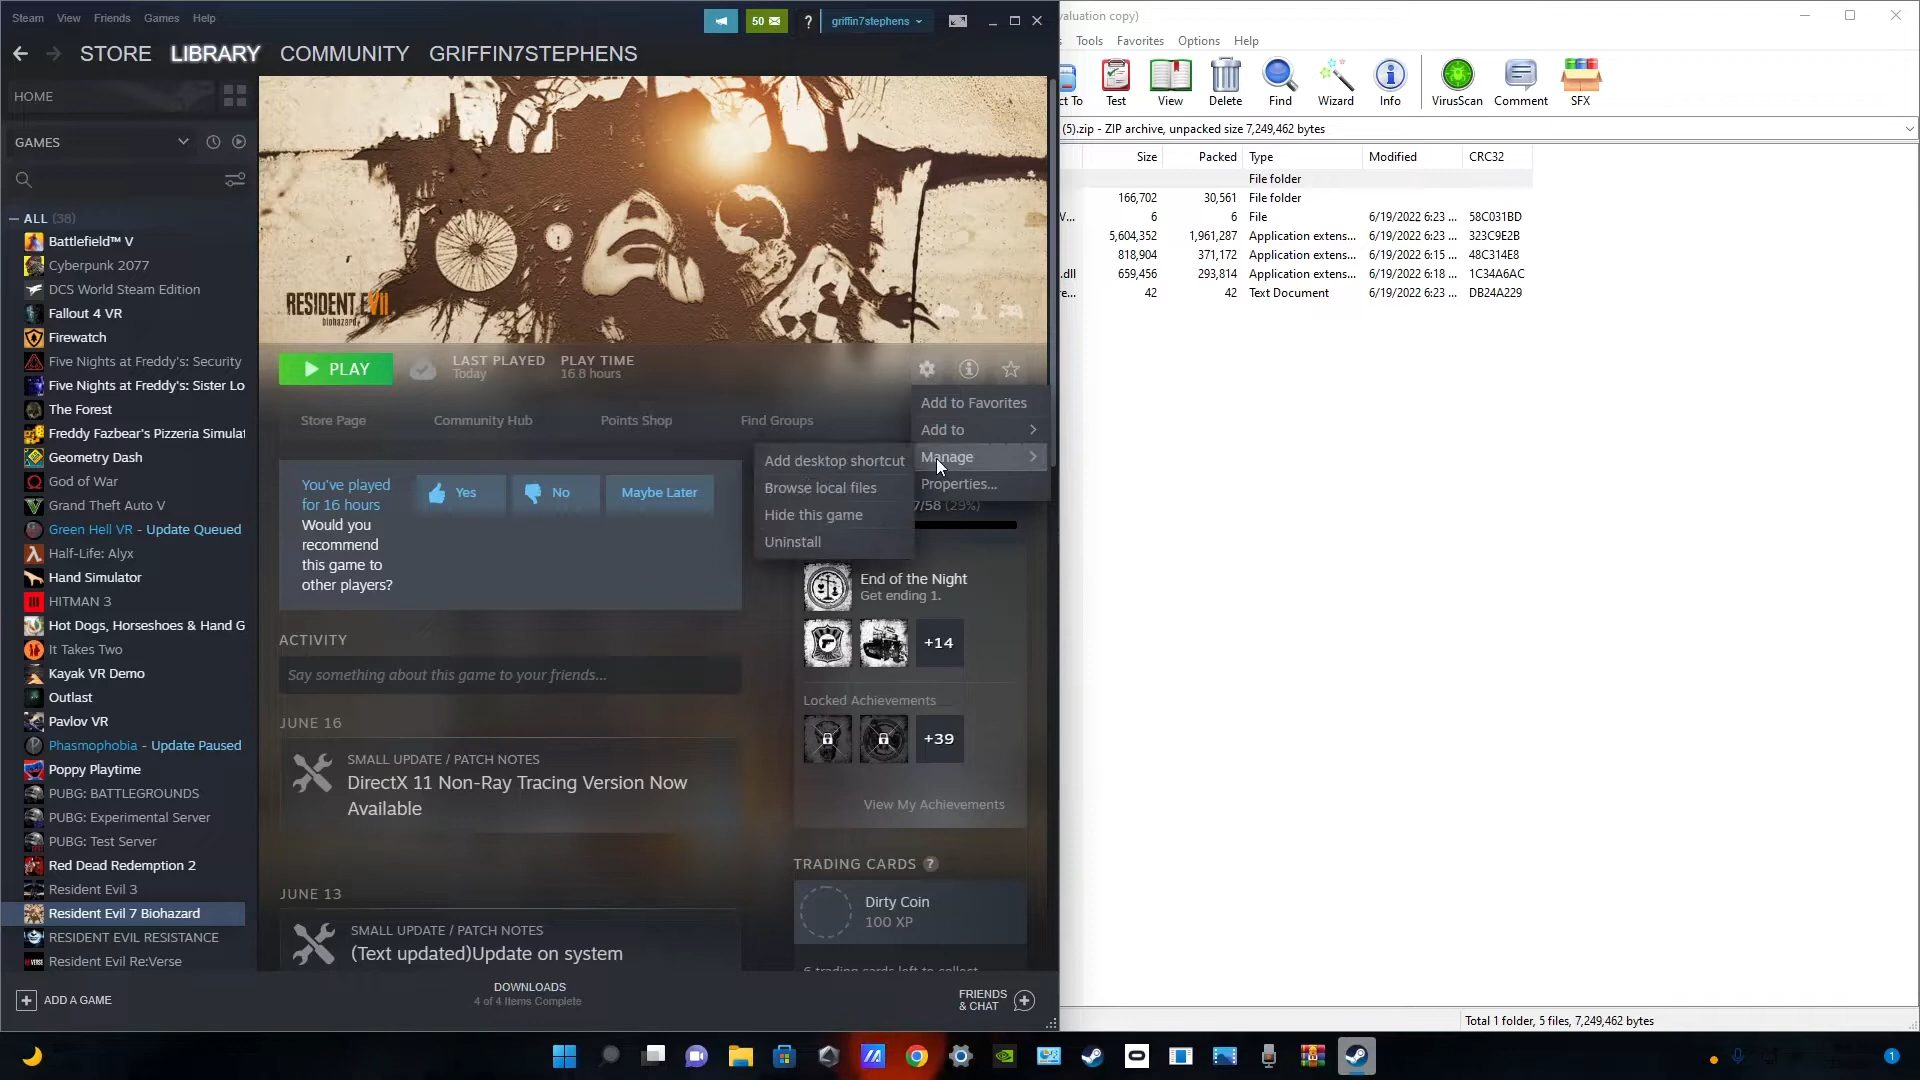 Steam View Friends Games Help
50
?
griffin7stephens
STORE LIBRARY COMMUNITY GRIFFIN7STEPHENS
HOME
GAMES
ALL (38)
Battlefield™ V
Cyberpunk 2077
DCS World Steam Edition
Fallout 4 VR
Firewatch
Five Nights at Freddy's: Security
Five Nights at Freddy's: Sister Lo
The Forest
Freddy Fazbear's Pizzeria Simulat
Geometry Dash
God of War
Grand Theft Auto V
Green Hell VR - Update Queued
Half-Life: Alyx
Hand Simulator
HITMAN 3
Hot Dogs, Horseshoes & Hand G
It Takes Two
Kayak VR Demo
Outlast
Pavlov VR
Phasmophobia - Update Paused
Poppy Playtime
PUBG: BATTLEGROUNDS
PUBG: Experimental Server
PUBG: Test Server
Red Dead Redemption 2
Resident Evil 3
Resident Evil 7 Biohazard
RESIDENT EVIL RESISTANCE
Resident Evil Re:Verse
ADD A GAME
RESIDENT EVII
biohazard
PLAY
LAST PLAYED
Today
PLAY TIME
16.8 hours
Store Page Community Hub Points Shop Find Groups
Add to Favorites
Add to
Manage
Properties...
Add desktop shortcut
Browse local files
Hide this game
Uninstall
You've played
for 16 hours
Would you
recommend
this game to
other players?
Yes
No
Maybe Later
7/58 (29%)
End of the Night
Get ending 1.
+14
Locked Achievements
+39
View My Achievements
ACTIVITY
Say something about this game to your friends...
JUNE 16
SMALL UPDATE / PATCH NOTES
DirectX 11 Non-Ray Tracing Version Now
Available
JUNE 13
SMALL UPDATE / PATCH NOTES
(Text updated)Update on system
TRADING CARDS ?
Dirty Coin
100 XP
6 trading cards left to collect
DOWNLOADS
4 of 4 Items Complete
FRIENDS
& CHAT
valuation copy)
s Tools Favorites Options Help
ct To Test View Delete Find Wizard Info VirusScan Comment SFX
(5).zip - ZIP archive, unpacked size 7,249,462 bytes
Size Packed Type Modified CRC32
File folder
166,702 30,561 File folder
V... 6 6 File 6/19/2022 6:23 ... 58C031BD
5,604,352 1,961,287 Application extens... 6/19/2022 6:23 ... 323C9E2B
818,904 371,172 Application extens... 6/19/2022 6:15 ... 48C314E8
.dll 659,456 293,814 Application extens... 6/19/2022 6:18 ... 1C34A6AC
re... 42 42 Text Document 6/19/2022 6:23 ... DB24A229
Total 1 folder, 5 files, 7,249,462 bytes
1